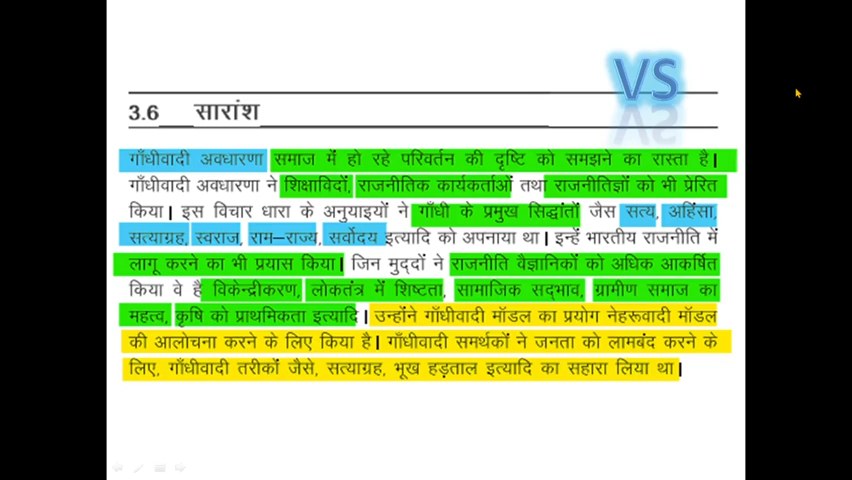 VS
3.6 सारांश
गाँधीवादी अवधारणा समाज में हो रहे परिवर्तन की दृष्टि को समझने का रास्ता है।
गाँधीवादी अवधारणा ने शिक्षाविदों, राजनीतिक कार्यकर्ताओं तथा राजनीतिज्ञों को भी प्रेरित
किया। इस विचार धारा के अनुयाइयों ने गाँधी के प्रमुख सिद्धांतों जैस सत्य, अहिंसा,
सत्याग्रह, स्वराज, राम–राज्य, सर्वोदय इत्यादि को अपनाया था। इन्हें भारतीय राजनीति में
लागू करने का भी प्रयास किया। जिन मुद्दों ने राजनीति वैज्ञानिकों को अधिक आकर्षित
किया वे हैं विकेन्द्रीकरण, लोकतंत्र में शिष्टता, सामाजिक सद्भाव, ग्रामीण समाज का
महत्व, कृषि को प्राथमिकता इत्यादि। उन्होंने गाँधीवादी मॉडल का प्रयोग नेहरूवादी मॉडल
की आलोचना करने के लिए किया है। गाँधीवादी समर्थकों ने जनता को लामबंद करने के
लिए, गाँधीवादी तरीकों जैसे, सत्याग्रह, भूख हड़ताल इत्यादि का सहारा लिया था।